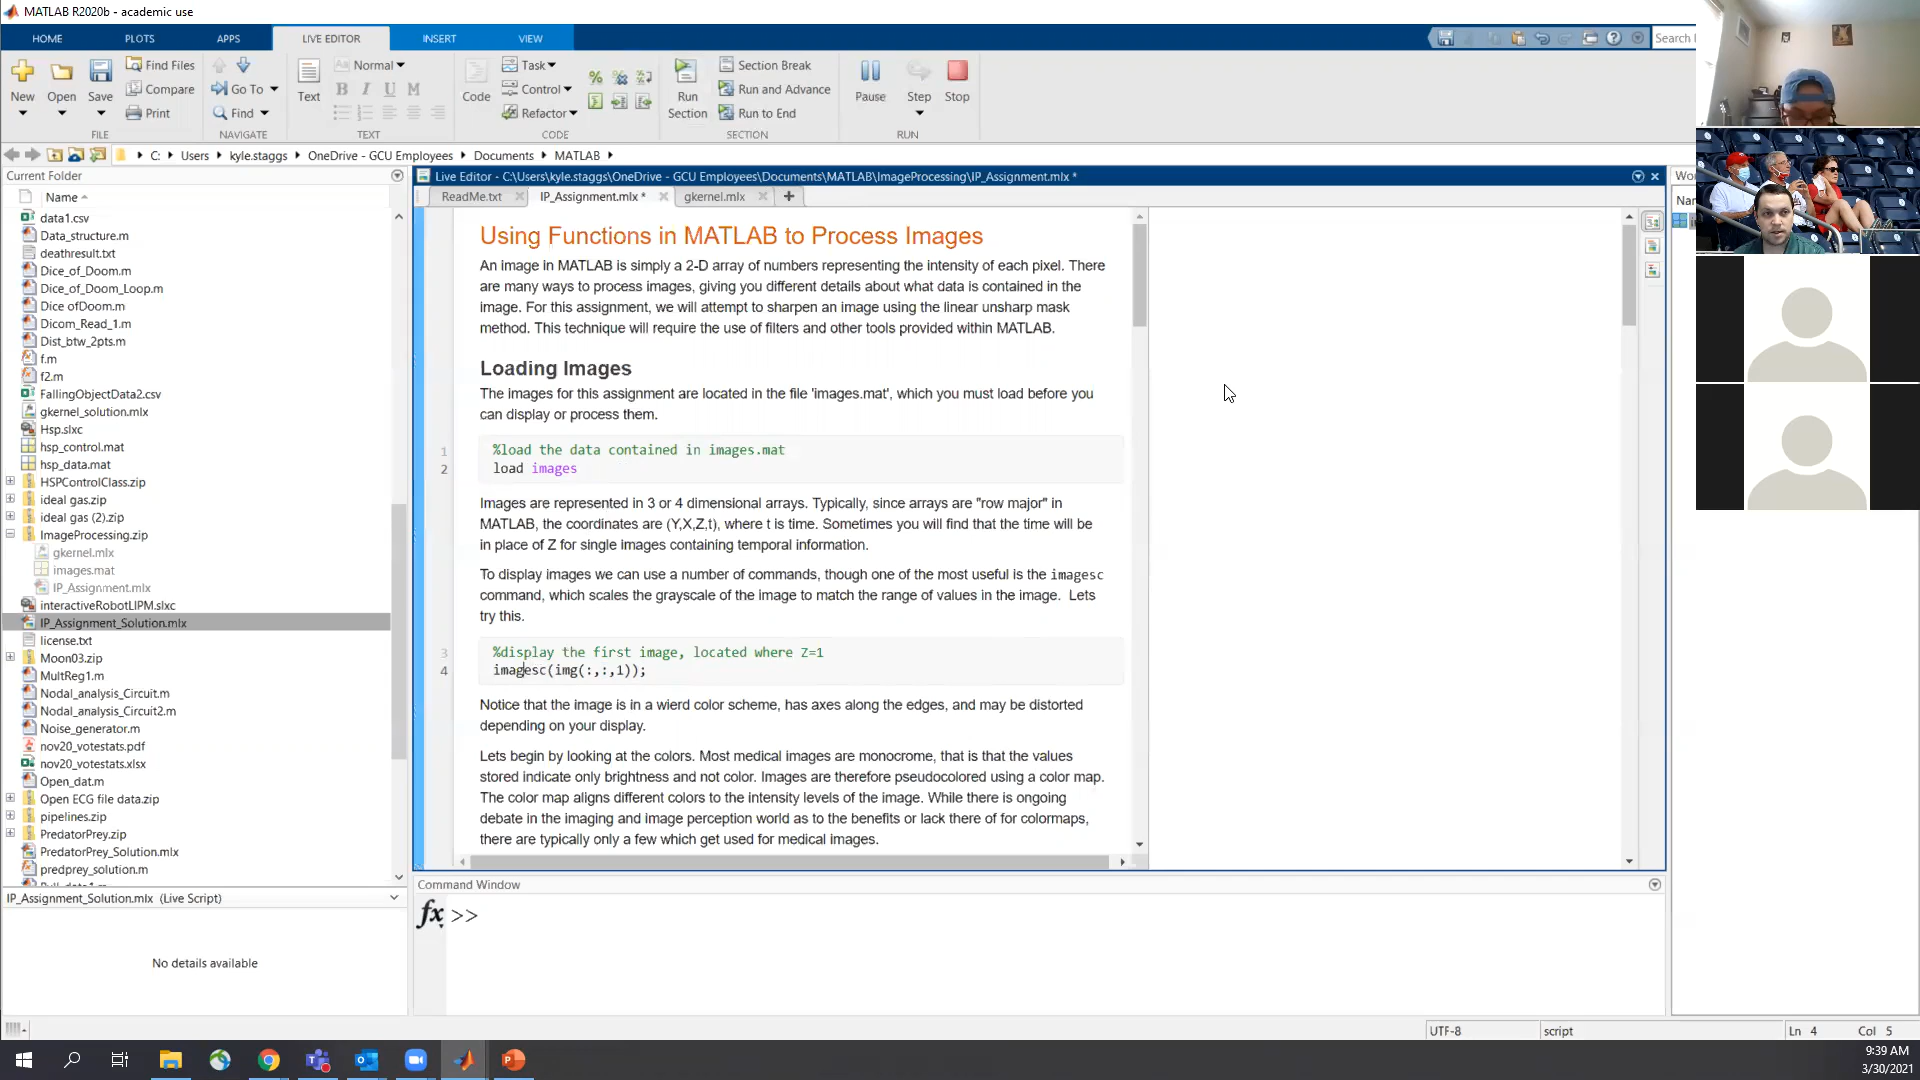 MATLAB R2020b - academic use
HOME
PLOTS
APPS
LIVE EDITOR
INSERT
VIEW
Search
New
Open
Save
Find Files
Compare
Print
FILE
Go To
Find
NAVIGATE
Text
Normal
B I U M
TEXT
Code
Task
Control
Refactor
CODE
Run
Section
Section Break
Run and Advance
Run to End
SECTION
Pause
Step
Stop
RUN
C: Users kyle.staggs OneDrive - GCU Employees Documents MATLAB
Current Folder
Name
data1.csv
Data_structure.m
deathresult.txt
Dice_of_Doom.m
Dice_of_Doom_Loop.m
Dice ofDoom.m
Dicom_Read_1.m
Dist_btw_2pts.m
f.m
f2.m
FallingObjectData2.csv
gkernel_solution.mlx
Hsp.slxc
hsp_control.mat
hsp_data.mat
HSPControlClass.zip
ideal gas.zip
ideal gas (2).zip
ImageProcessing.zip
gkernel.mlx
images.mat
IP_Assignment.mlx
interactiveRobotLIPM.slxc
IP_Assignment_Solution.mlx
license.txt
Moon03.zip
MultReg1.m
Nodal_analysis_Circuit.m
Nodal_analysis_Circuit2.m
Noise_generator.m
nov20_votestats.pdf
nov20_votestats.xlsx
Open_dat.m
Open ECG file data.zip
pipelines.zip
PredatorPrey.zip
PredatorPrey_Solution.mlx
predprey_solution.m
IP_Assignment_Solution.mlx (Live Script)
No details available
Live Editor - C:\Users\kyle.staggs\OneDrive - GCU Employees\Documents\MATLAB\ImageProcessing\IP_Assignment.mlx *
ReadMe.txt
IP_Assignment.mlx *
gkernel.mlx
Using Functions in MATLAB to Process Images
An image in MATLAB is simply a 2-D array of numbers representing the intensity of each pixel. There
are many ways to process images, giving you different details about what data is contained in the
image. For this assignment, we will attempt to sharpen an image using the linear unsharp mask
method. This technique will require the use of filters and other tools provided within MATLAB.
Loading Images
The images for this assignment are located in the file 'images.mat', which you must load before you
can display or process them.
1 %load the data contained in images.mat
2 load images
Images are represented in 3 or 4 dimensional arrays. Typically, since arrays are "row major" in
MATLAB, the coordinates are (Y,X,Z,t), where t is time. Sometimes you will find that the time will be
in place of Z for single images containing temporal information.
To display images we can use a number of commands, though one of the most useful is the imagesc
command, which scales the grayscale of the image to match the range of values in the image. Lets
try this.
3 %display the first image, located where Z=1
4 imagesc(img(:,:,1));
Notice that the image is in a wierd color scheme, has axes along the edges, and may be distorted
depending on your display.
Lets begin by looking at the colors. Most medical images are monocrome, that is that the values
stored indicate only brightness and not color. Images are therefore pseudocolored using a color map.
The color map aligns different colors to the intensity levels of the image. While there is ongoing
debate in the imaging and image perception world as to the benefits or lack there of for colormaps,
there are typically only a few which get used for medical images.
Command Window
fx >>
UTF-8
script
Ln 4
Col 5
9:39 AM
3/30/2021